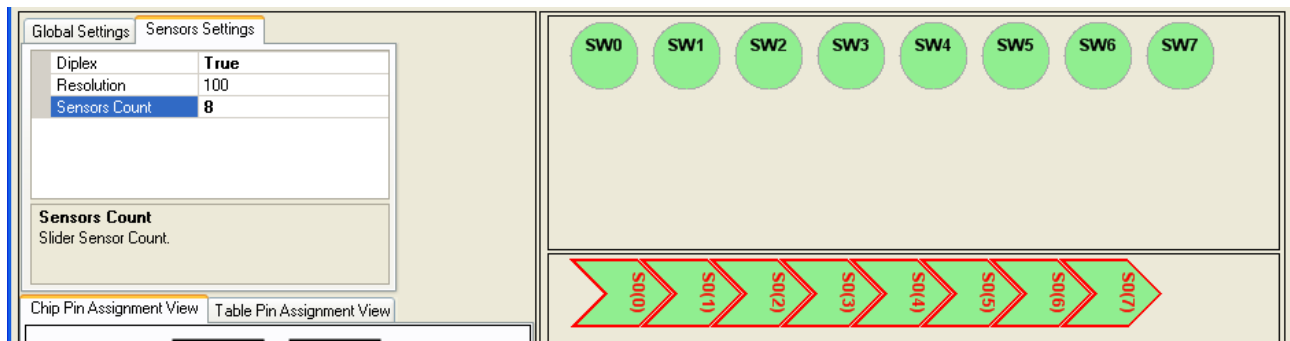 Global Settings Sensors Settings
Diplex True
Resolution 100
Sensors Count 8
Sensors Count
Slider Sensor Count.
Chip Pin Assignment View Table Pin Assignment View
SW0 SW1 SW2 SW3 SW4 SW5 SW6 SW7
S0(0) S0(1) S0(2) S0(3) S0(4) S0(5) S0(6) S0(7)